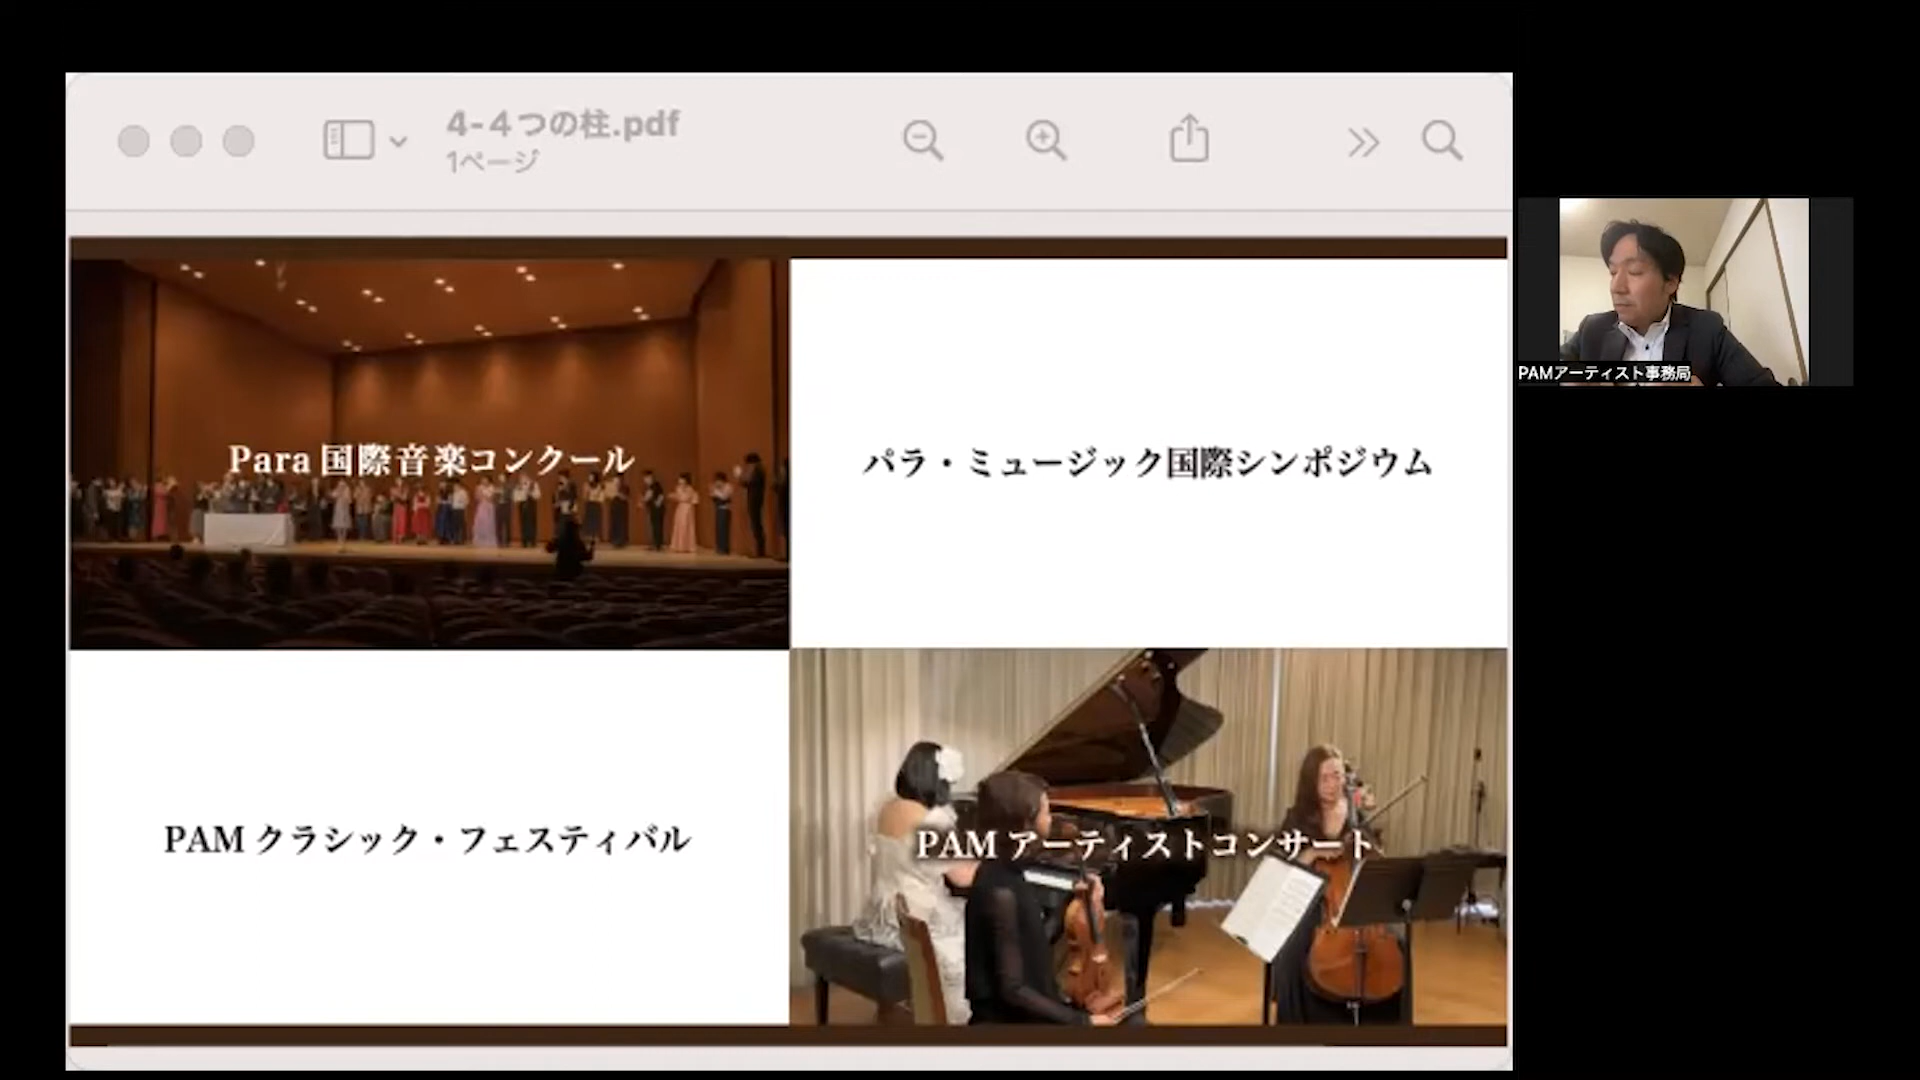 4-4つの柱.pdf
1ページ
Para 国際音楽コンクール
パラ・ミュージック国際シンポジウム
PAMアーティスト事務局
PAM クラシック・フェスティバル
PAM アーティストコンサート